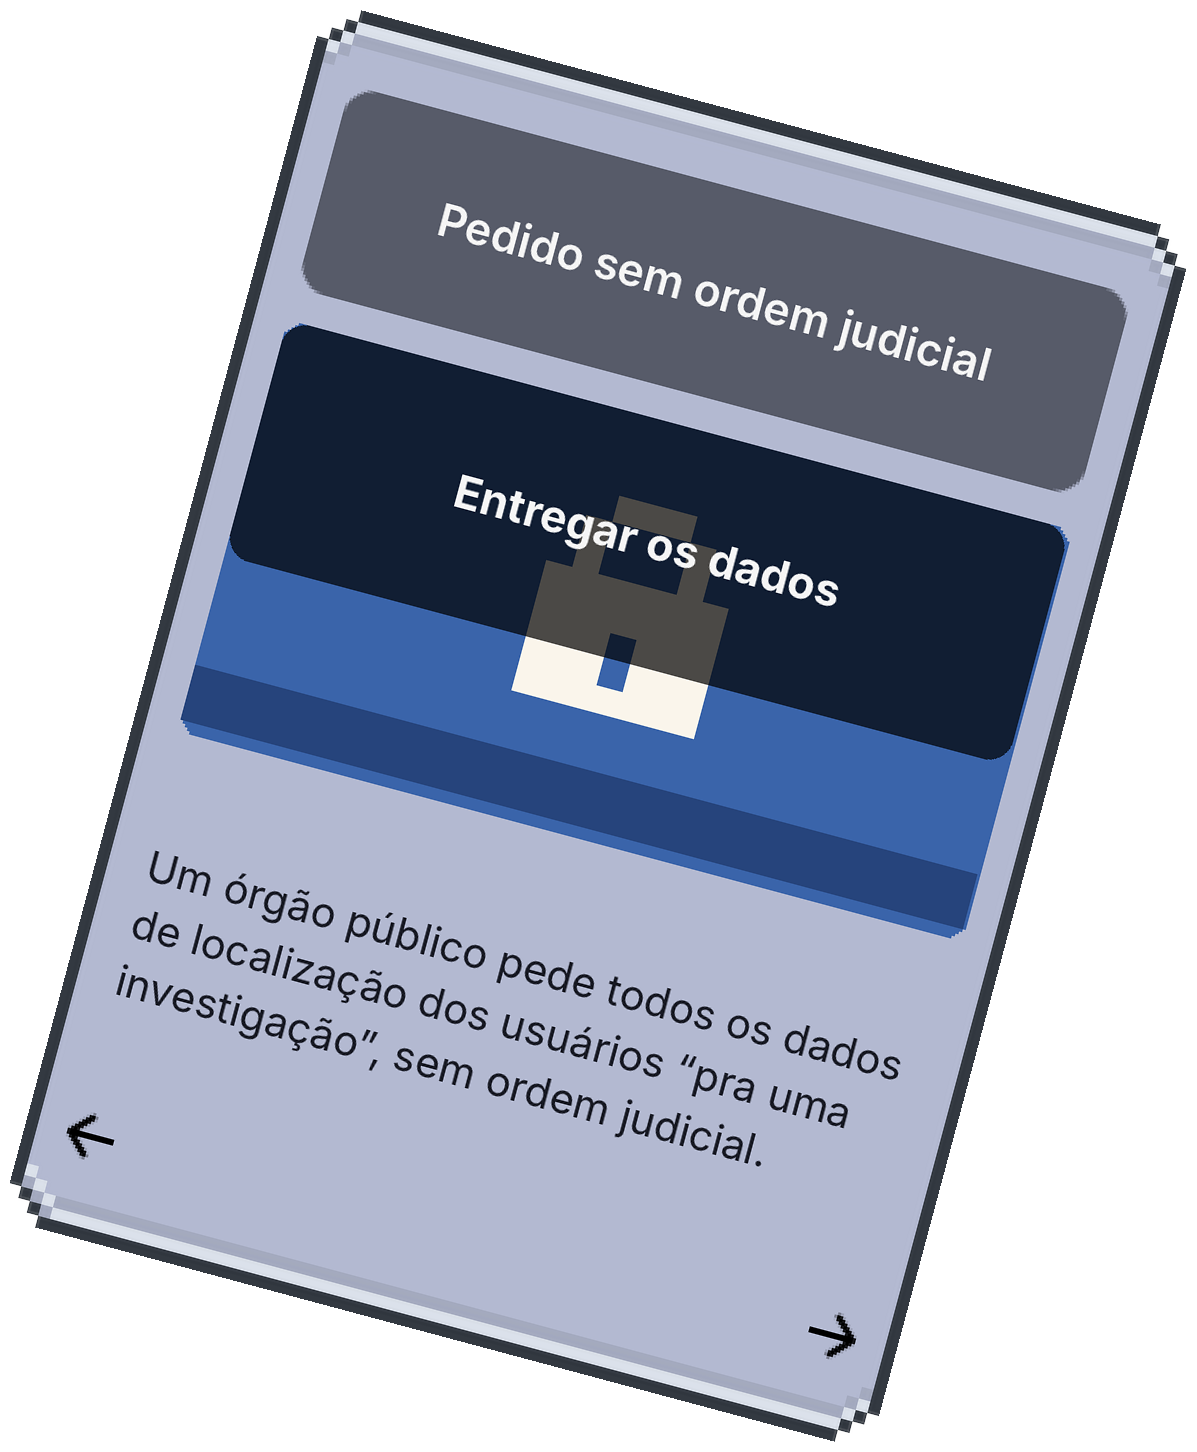 Pedido sem ordem judicial
Entregar os dados
Um órgão público pede todos os dados
de localização dos usuários “pra uma
investigação”, sem ordem judicial.